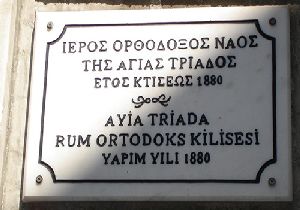 ΙΕΡΟΣ ΟΡΘΟΔΟΞΟΣ ΝΑΟΣ
ΤΗΣ ΑΓΙΑΣ ΤΡΙΑΔΟΣ
ΕΤΟΣ ΚΤΙΣΕΩΣ 1880
AYİA TRİADA
RUM ORTODOKS KİLİSESİ
YAPIM YILI 1880